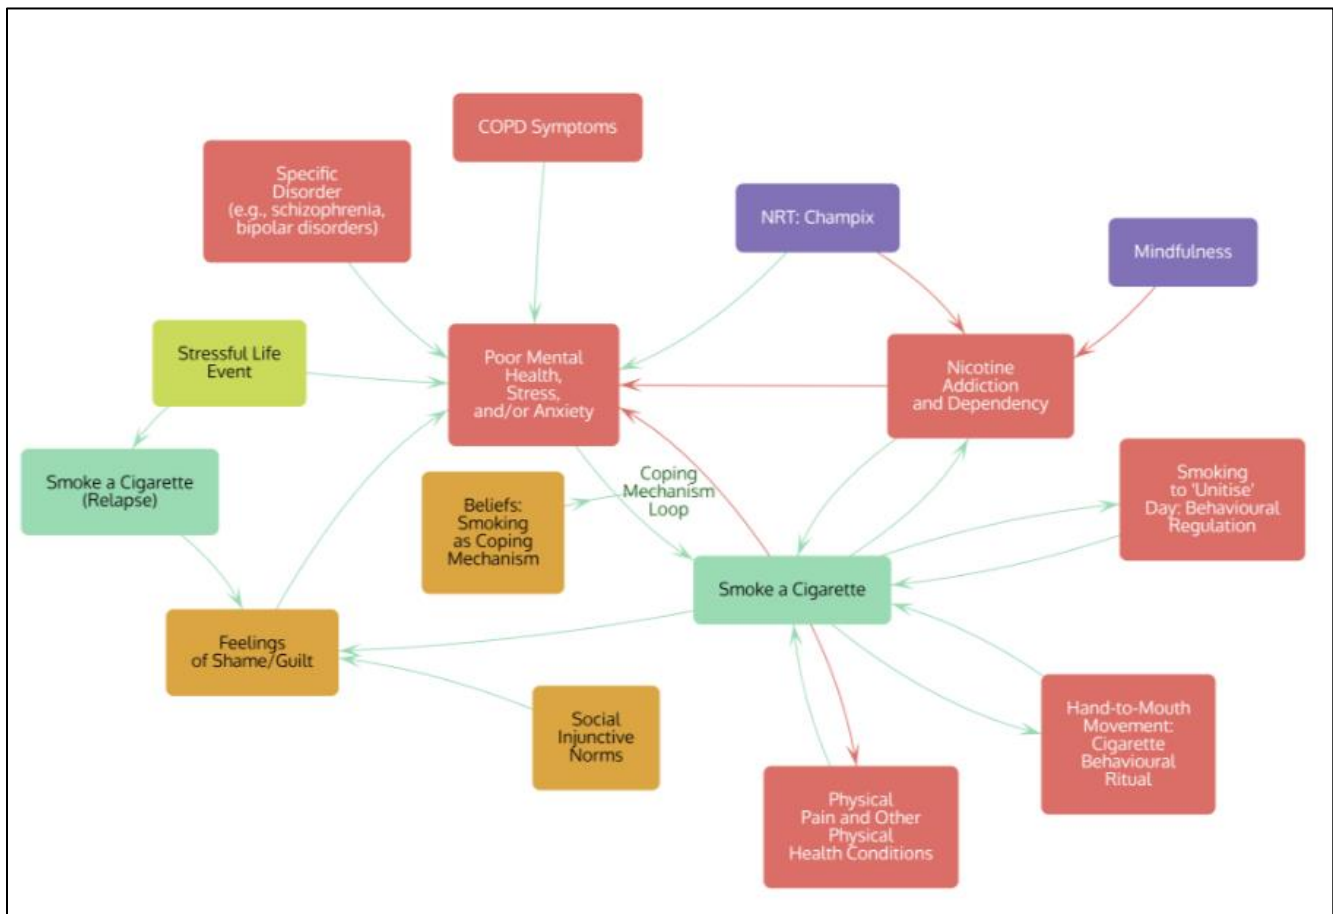 COPD Symptoms
Specific
Disorder
(e.g., schizophrenia,
bipolar disorders)
NRT: Champix
Mindfulness
Stressful Life
Event
Poor Mental
Health,
Stress,
and/or Anxiety
Nicotine
Addiction
and Dependency
Smoke a Cigarette
(Relapse)
Beliefs:
Smoking
as Coping
Mechanism
Coping
Mechanism
Loop
Smoking
to 'Unitise'
Day: Behavioural
Regulation
Smoke a Cigarette
Feelings
of Shame/Guilt
Social
Injunctive
Norms
Hand-to-Mouth
Movement:
Cigarette
Behavioural
Ritual
Physical
Pain and Other
Physical
Health Conditions